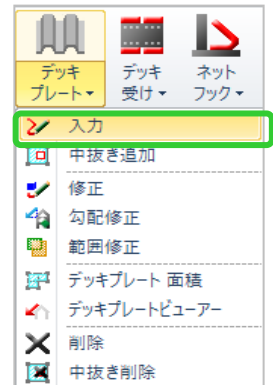 デッキ
プレート▼
デッキ
受け▼
ネット
フック▼
入力
中抜き追加
修正
勾配修正
範囲修正
デッキプレート 面積
デッキプレートビューアー
削除
中抜き削除